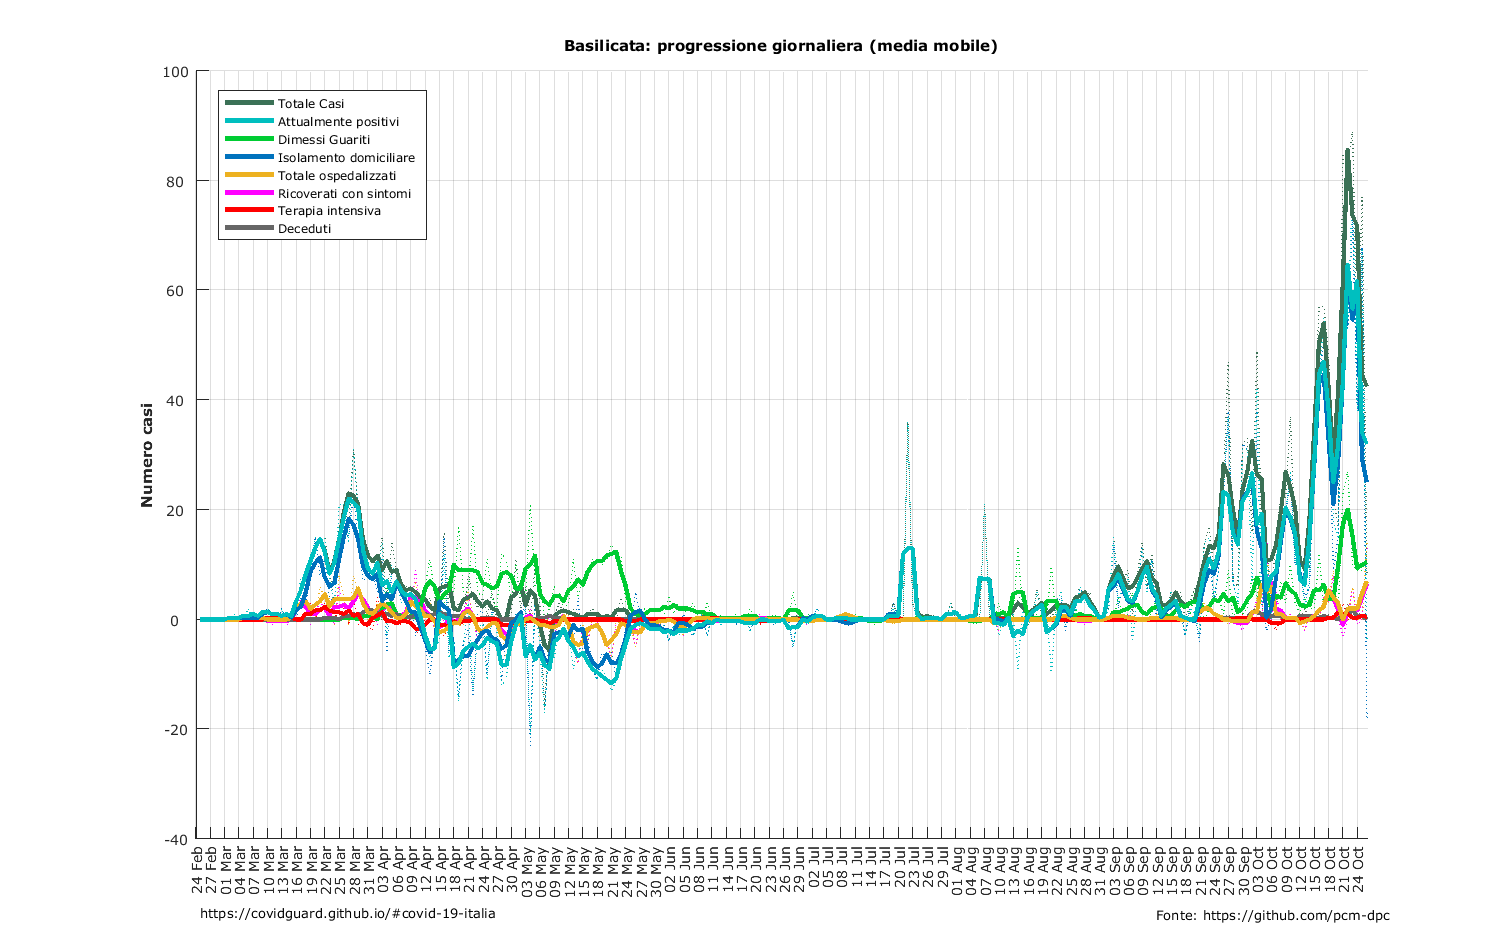 Basilicata: progressione giornaliera (media mobile)
100
80
60
40
20
0
-20
-40
Numero casi
Totale Casi
Attualmente positivi
Dimessi Guariti
Isolamento domiciliare
Totale ospedalizzati
Ricoverati con sintomi
Terapia intensiva
Deceduti
24 Feb
27 Feb
01 Mar
04 Mar
07 Mar
10 Mar
13 Mar
16 Mar
19 Mar
22 Mar
25 Mar
28 Mar
31 Mar
03 Apr
06 Apr
09 Apr
12 Apr
15 Apr
18 Apr
21 Apr
24 Apr
27 Apr
30 Apr
03 May
06 May
09 May
12 May
15 May
18 May
21 May
24 May
27 May
30 May
02 Jun
05 Jun
08 Jun
11 Jun
14 Jun
17 Jun
20 Jun
23 Jun
26 Jun
29 Jun
02 Jul
05 Jul
08 Jul
11 Jul
14 Jul
17 Jul
20 Jul
23 Jul
26 Jul
29 Jul
01 Aug
04 Aug
07 Aug
10 Aug
13 Aug
16 Aug
19 Aug
22 Aug
25 Aug
28 Aug
31 Aug
03 Sep
06 Sep
09 Sep
12 Sep
15 Sep
18 Sep
21 Sep
24 Sep
27 Sep
30 Sep
03 Oct
06 Oct
09 Oct
12 Oct
15 Oct
18 Oct
21 Oct
24 Oct
https://covidguard.github.io/#covid-19-italia
Fonte: https://github.com/pcm-dpc